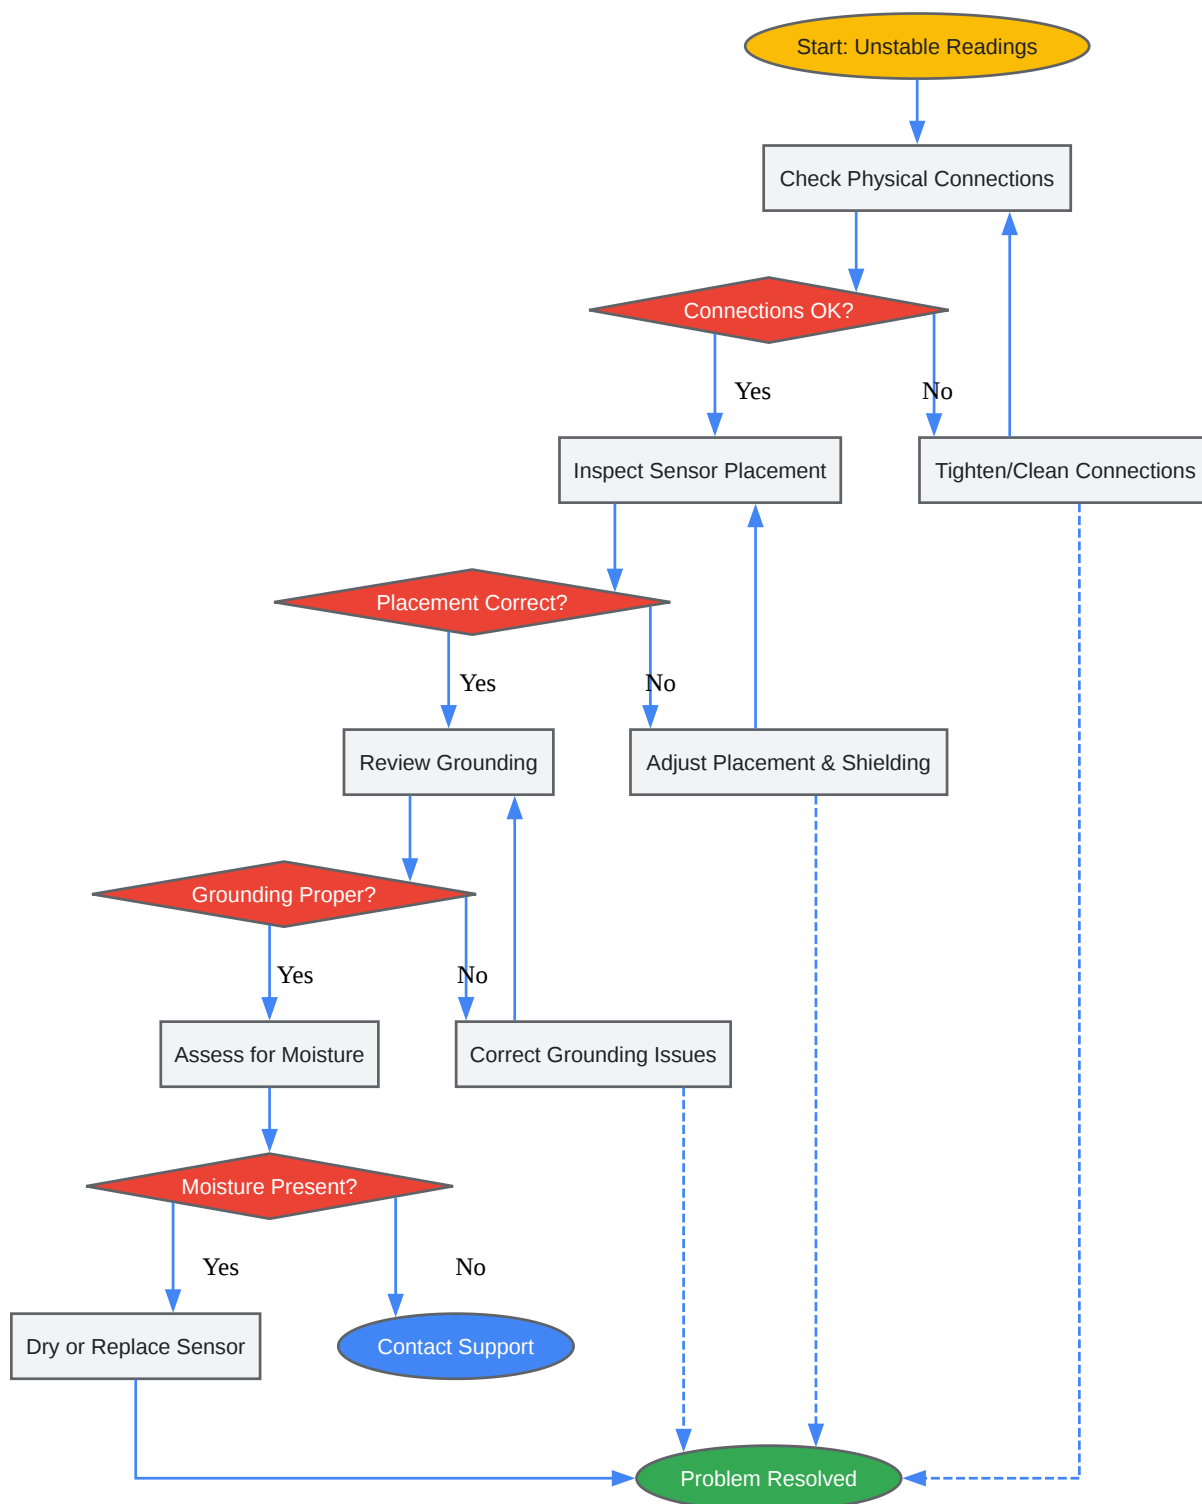 Start: Unstable Readings
Check Physical Connections
Connections OK?
Yes
No
Inspect Sensor Placement
Tighten/Clean Connections
Placement Correct?
Yes
No
Review Grounding
Adjust Placement & Shielding
Grounding Proper?
Yes
No
Assess for Moisture
Correct Grounding Issues
Moisture Present?
Yes
No
Dry or Replace Sensor
Contact Support
Problem Resolved